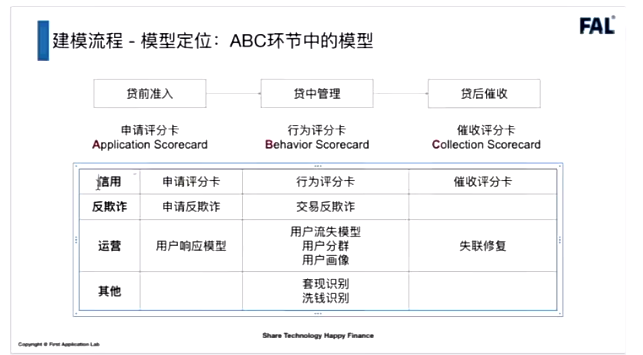 建模流程 - 模型定位：ABC环节中的模型
FAL
贷前准入
贷中管理
贷后催收
申请评分卡
Application Scorecard
行为评分卡
Behavior Scorecard
催收评分卡
Collection Scorecard
信用 申请评分卡 行为评分卡 催收评分卡
反欺诈 申请反欺诈 交易反欺诈
运营 用户响应模型 用户流失模型 失联修复
用户分群
用户画像
其他 套现识别
洗钱识别
Share Technology Happy Finance
Copyright @ First Application Lab